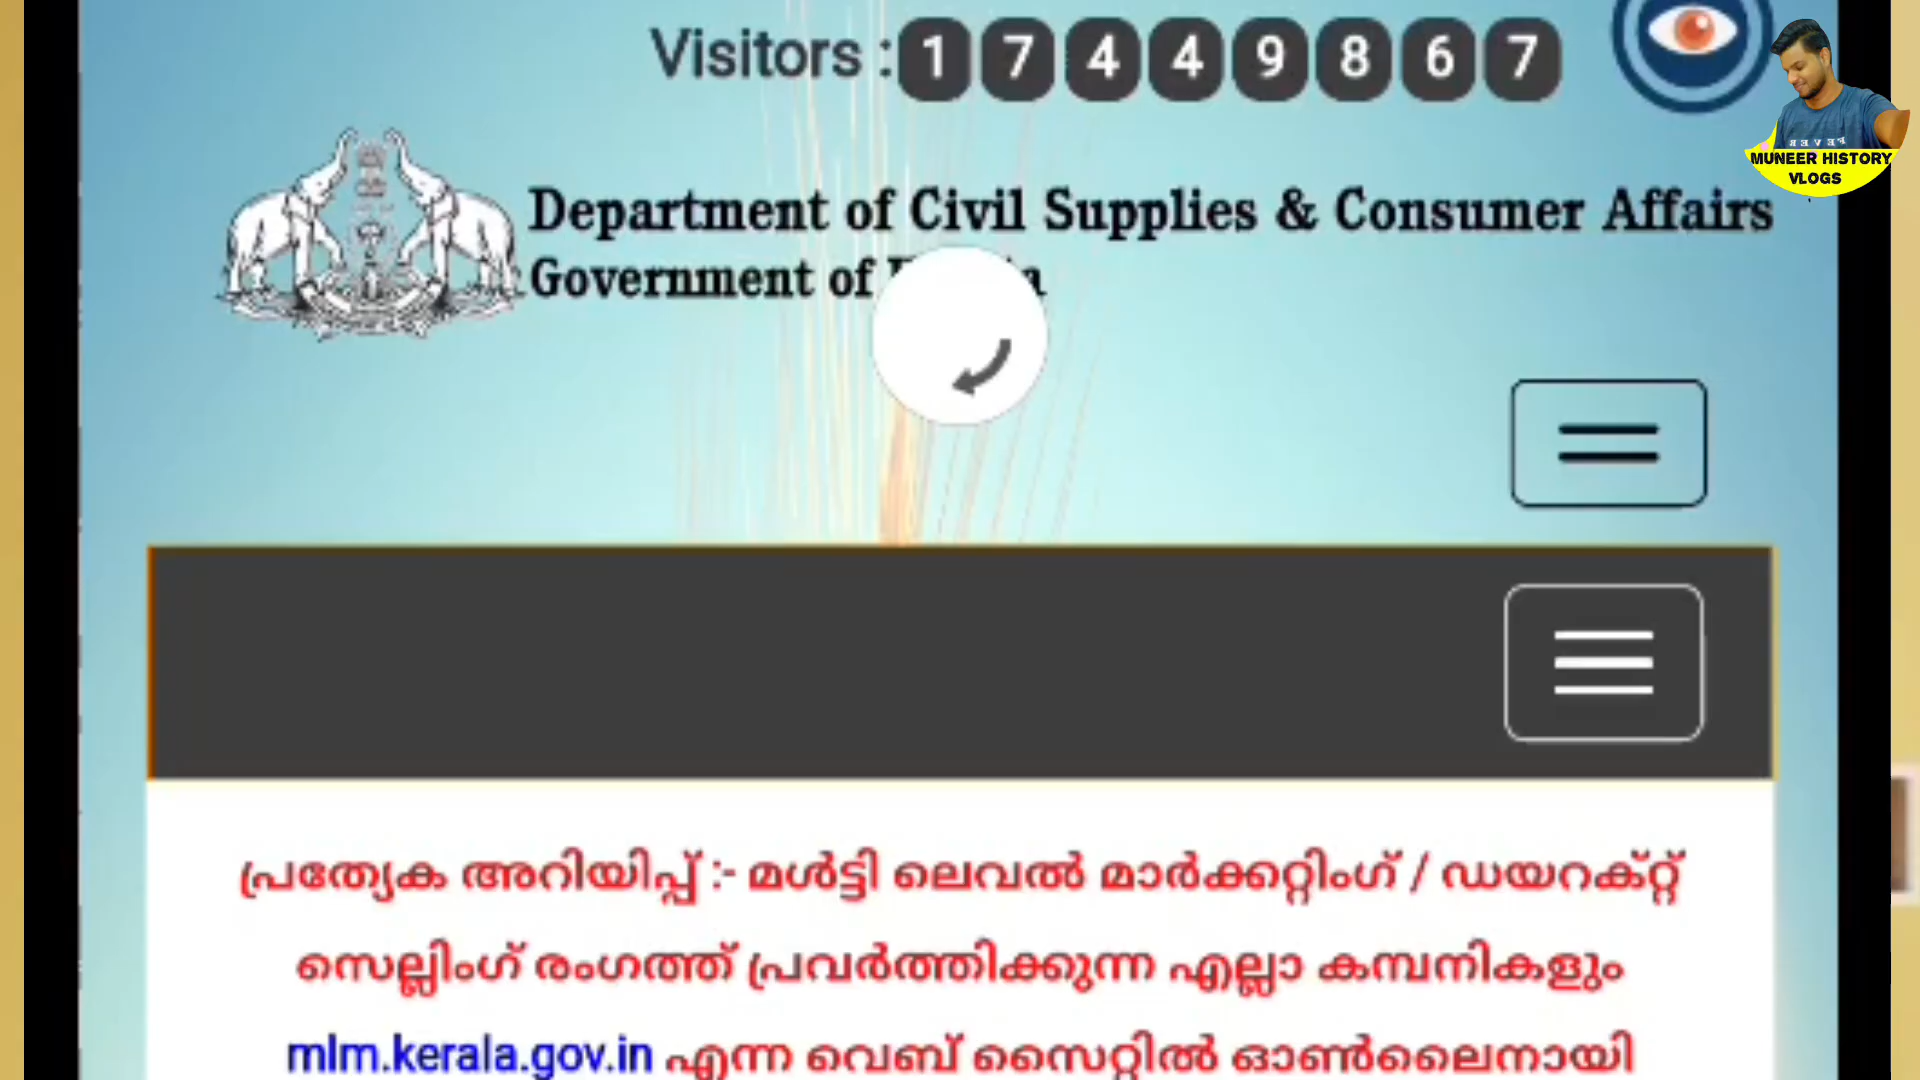 Visitors : 1 7 4 4 9 8 6 7
MUNEER HISTORY
VLOGS
Department of Civil Supplies & Consumer Affairs
Government of
പ്രത്യേക അറിയിപ്പ് :- മൾട്ടി ലെവൽ മാർക്കറ്റിംഗ് / ഡയറക്റ്റ്
സെല്ലിംഗ് രംഗത്ത് പ്രവർത്തിക്കുന്ന എല്ലാ കമ്പനികളും
mlm.kerala.gov.in എന്ന വെബ് സൈറ്റിൽ ഓൺലൈനായി